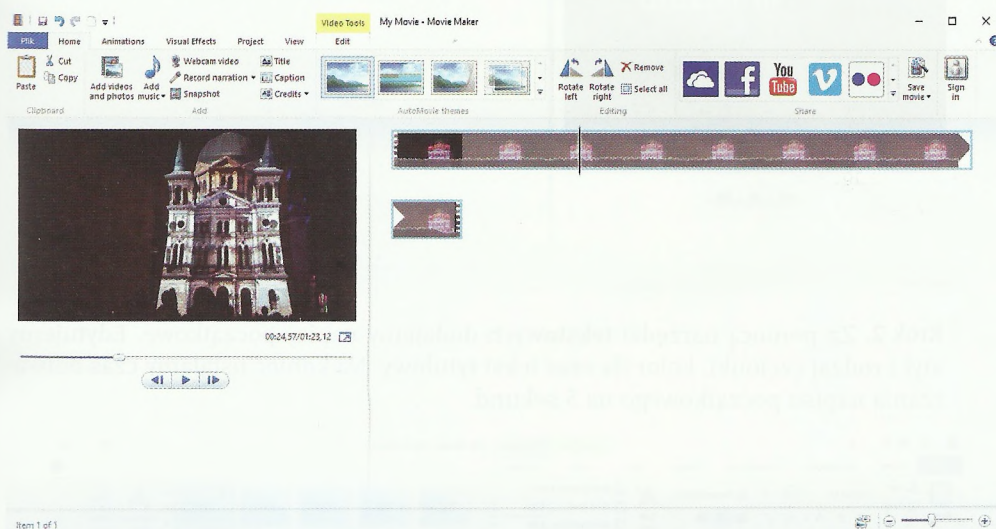 Video Tools My Movie - Movie Maker
Plik Home Animations Visual Effects Project View Edit
Paste
Cut
Copy
Clipboard
Add videos and photos
Add music
Webcam video
Record narration
Snapshot
Title
Caption
Credits
Add
AutoMovie themes
Rotate left
Rotate right
Remove
Select all
Editing
You Tube
Share
Save movie
Sign in
00:24,57/01:23,12
Item 1 of 1